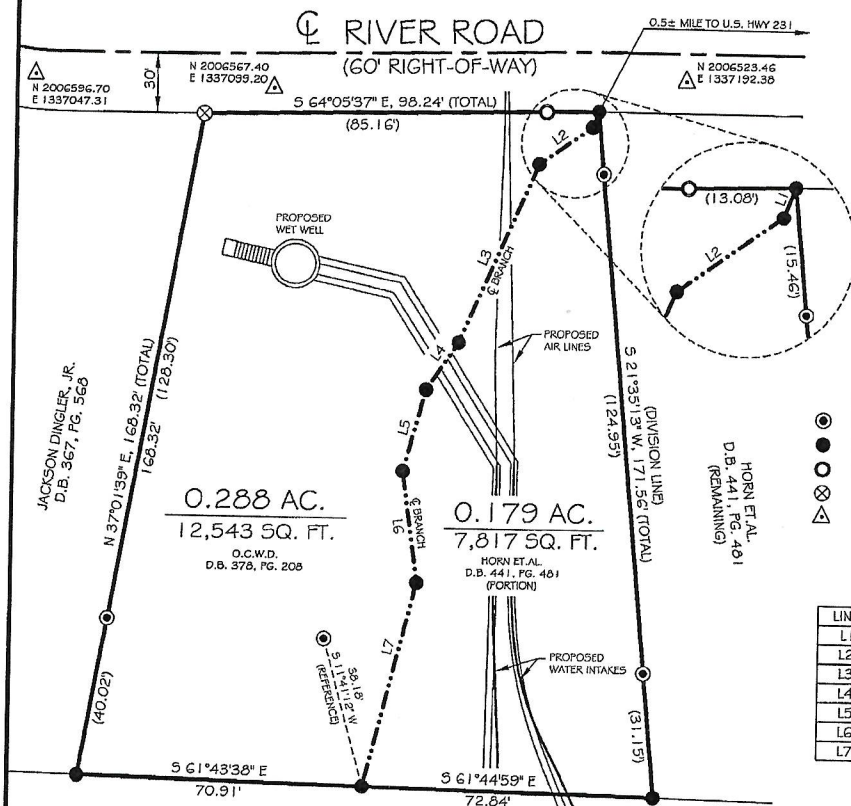 ℄ RIVER ROAD
(60' RIGHT-OF-WAY)
0.5± MILE TO U.S. HWY 231
30'
N 2006596.70
E 1337047.31
N 2006567.40
E 1337099.20
N 2006523.46
E 1337192.38
S 64°05'37" E, 98.24' (TOTAL)
(85.16')
L2
(13.08')
L1
L2
(15.46')
PROPOSED
WET WELL
L3
℄ BRANCH
PROPOSED
AIR LINES
L4
L5
JACKSON DINGLER, JR.
D.B. 367, PG. 568
N 37°01'39" E, 168.32' (TOTAL)
168.32'
(128.30')
(DIVISION LINE)
S 21°35'13" W, 171.56' (TOTAL)
(124.95')
HORN ET.AL.
D.B. 441, PG. 481
(REMAINING)
0.288 AC.
12,543 SQ. FT.
O.C.W.D.
D.B. 378, PG. 208
℄ BRANCH
L6
0.179 AC.
7,817 SQ. FT.
HORN ET.AL.
D.B. 441, PG. 481
(PORTION)
L7
38.18'
S 11°41'12" W
(REFERENCE)
PROPOSED
WATER INTAKES
(40.02')
(31.15')
S 61°43'38" E
70.91'
S 61°44'59" E
72.84'
LIN
L1
L2
L3
L4
L5
L6
L7